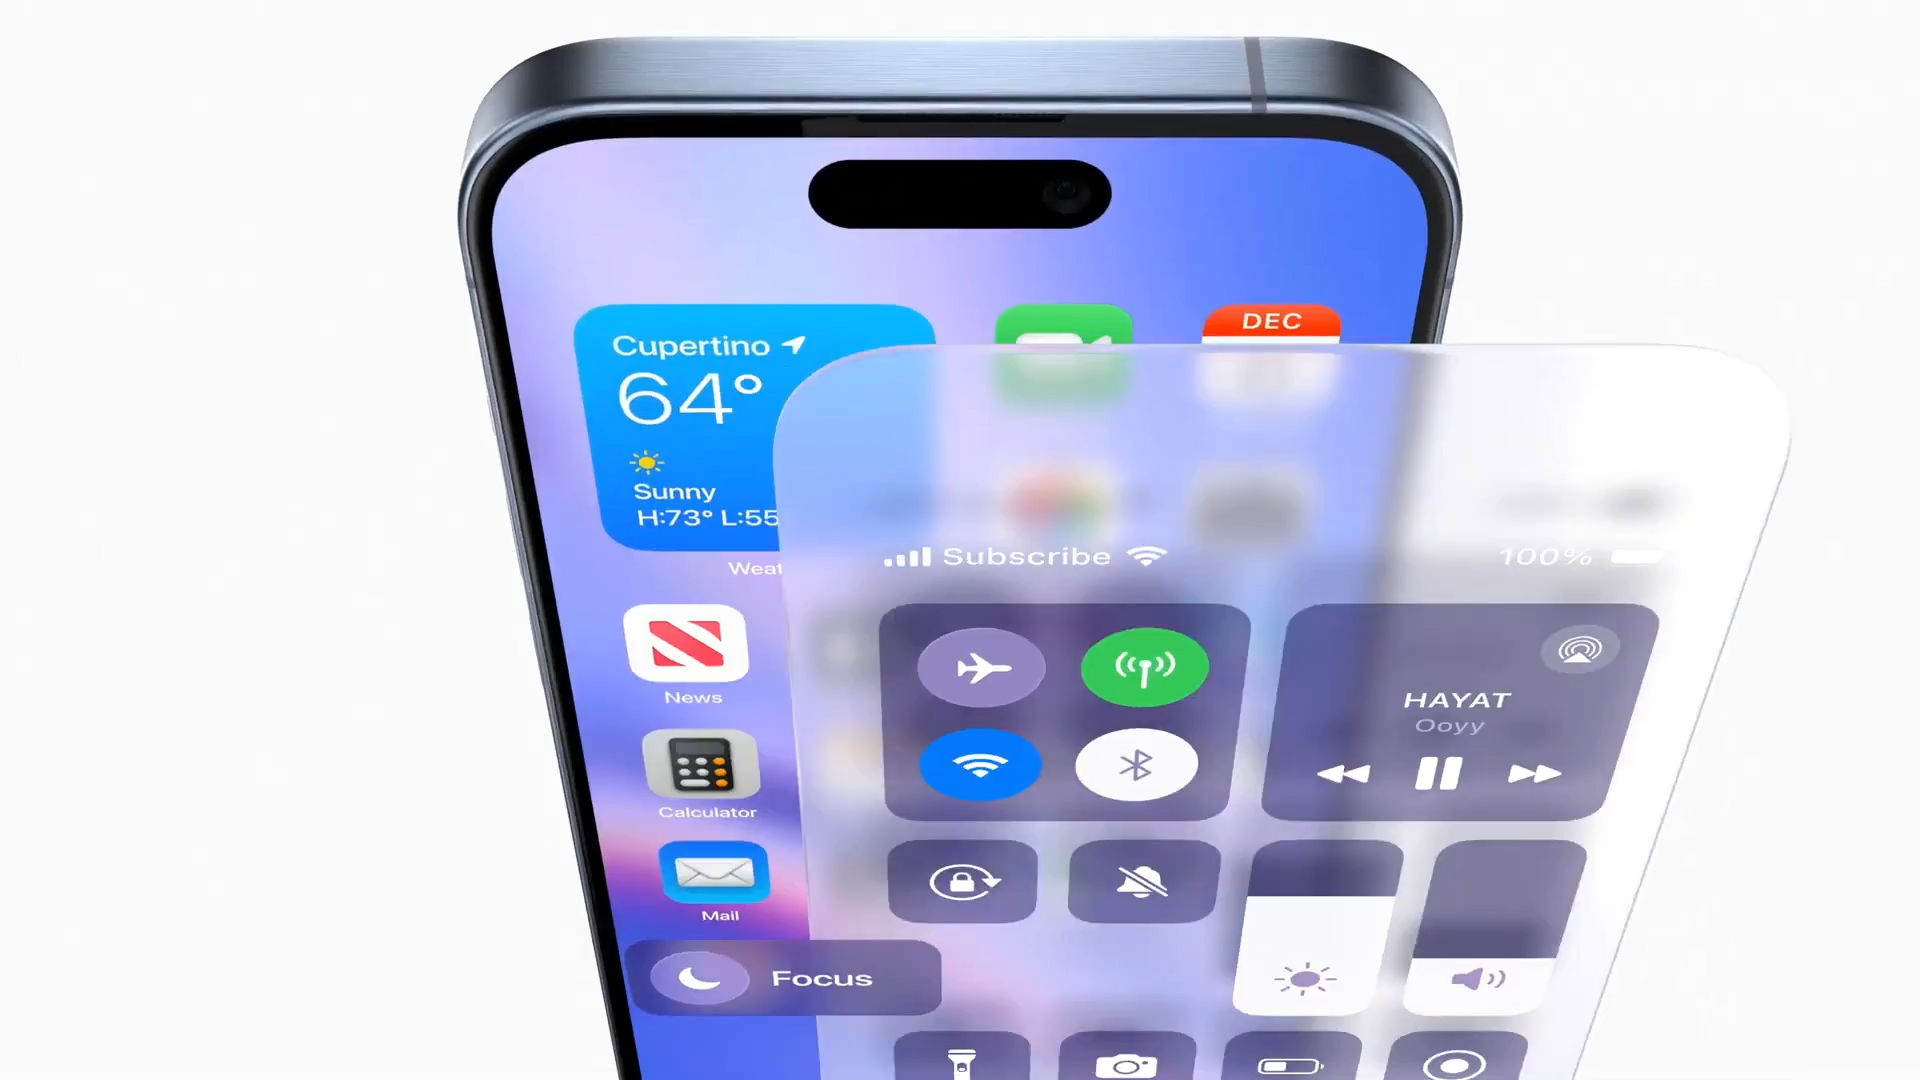 DEC
Cupertino
64°
Sunny
H:73° L:55
Weat
Subscribe
100%
News
HAYAT
Ooyy
Calculator
Mail
Focus